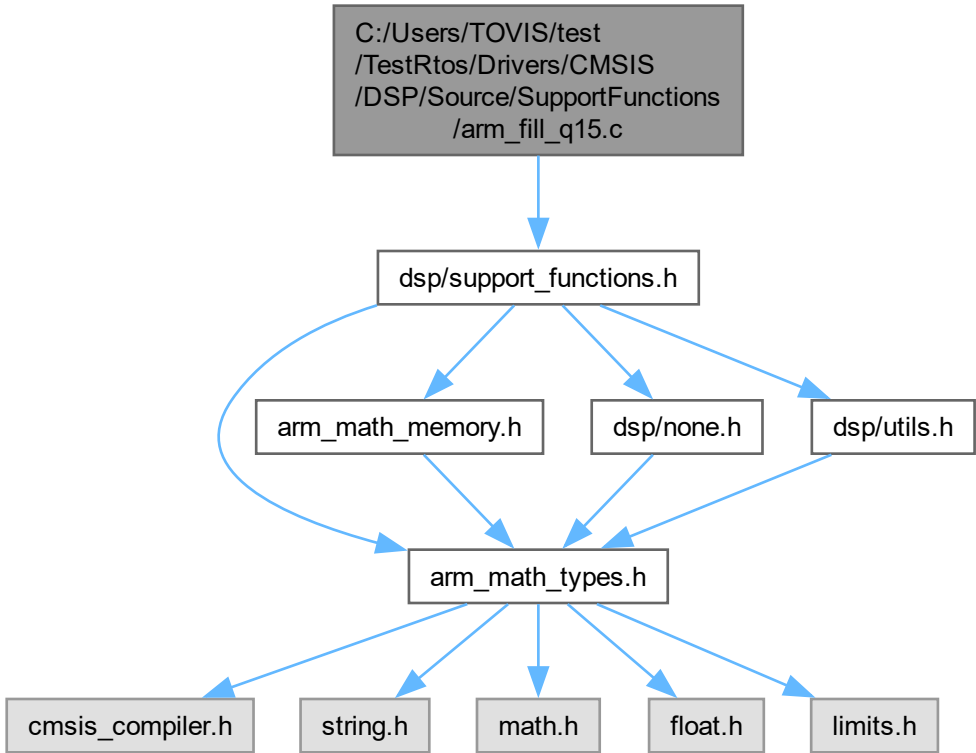 C:/Users/TOVIS/test
/TestRtos/Drivers/CMSIS
/DSP/Source/SupportFunctions
/arm_fill_q15.c
dsp/support_functions.h
arm_math_memory.h
dsp/none.h
dsp/utils.h
arm_math_types.h
cmsis_compiler.h
string.h
math.h
float.h
limits.h